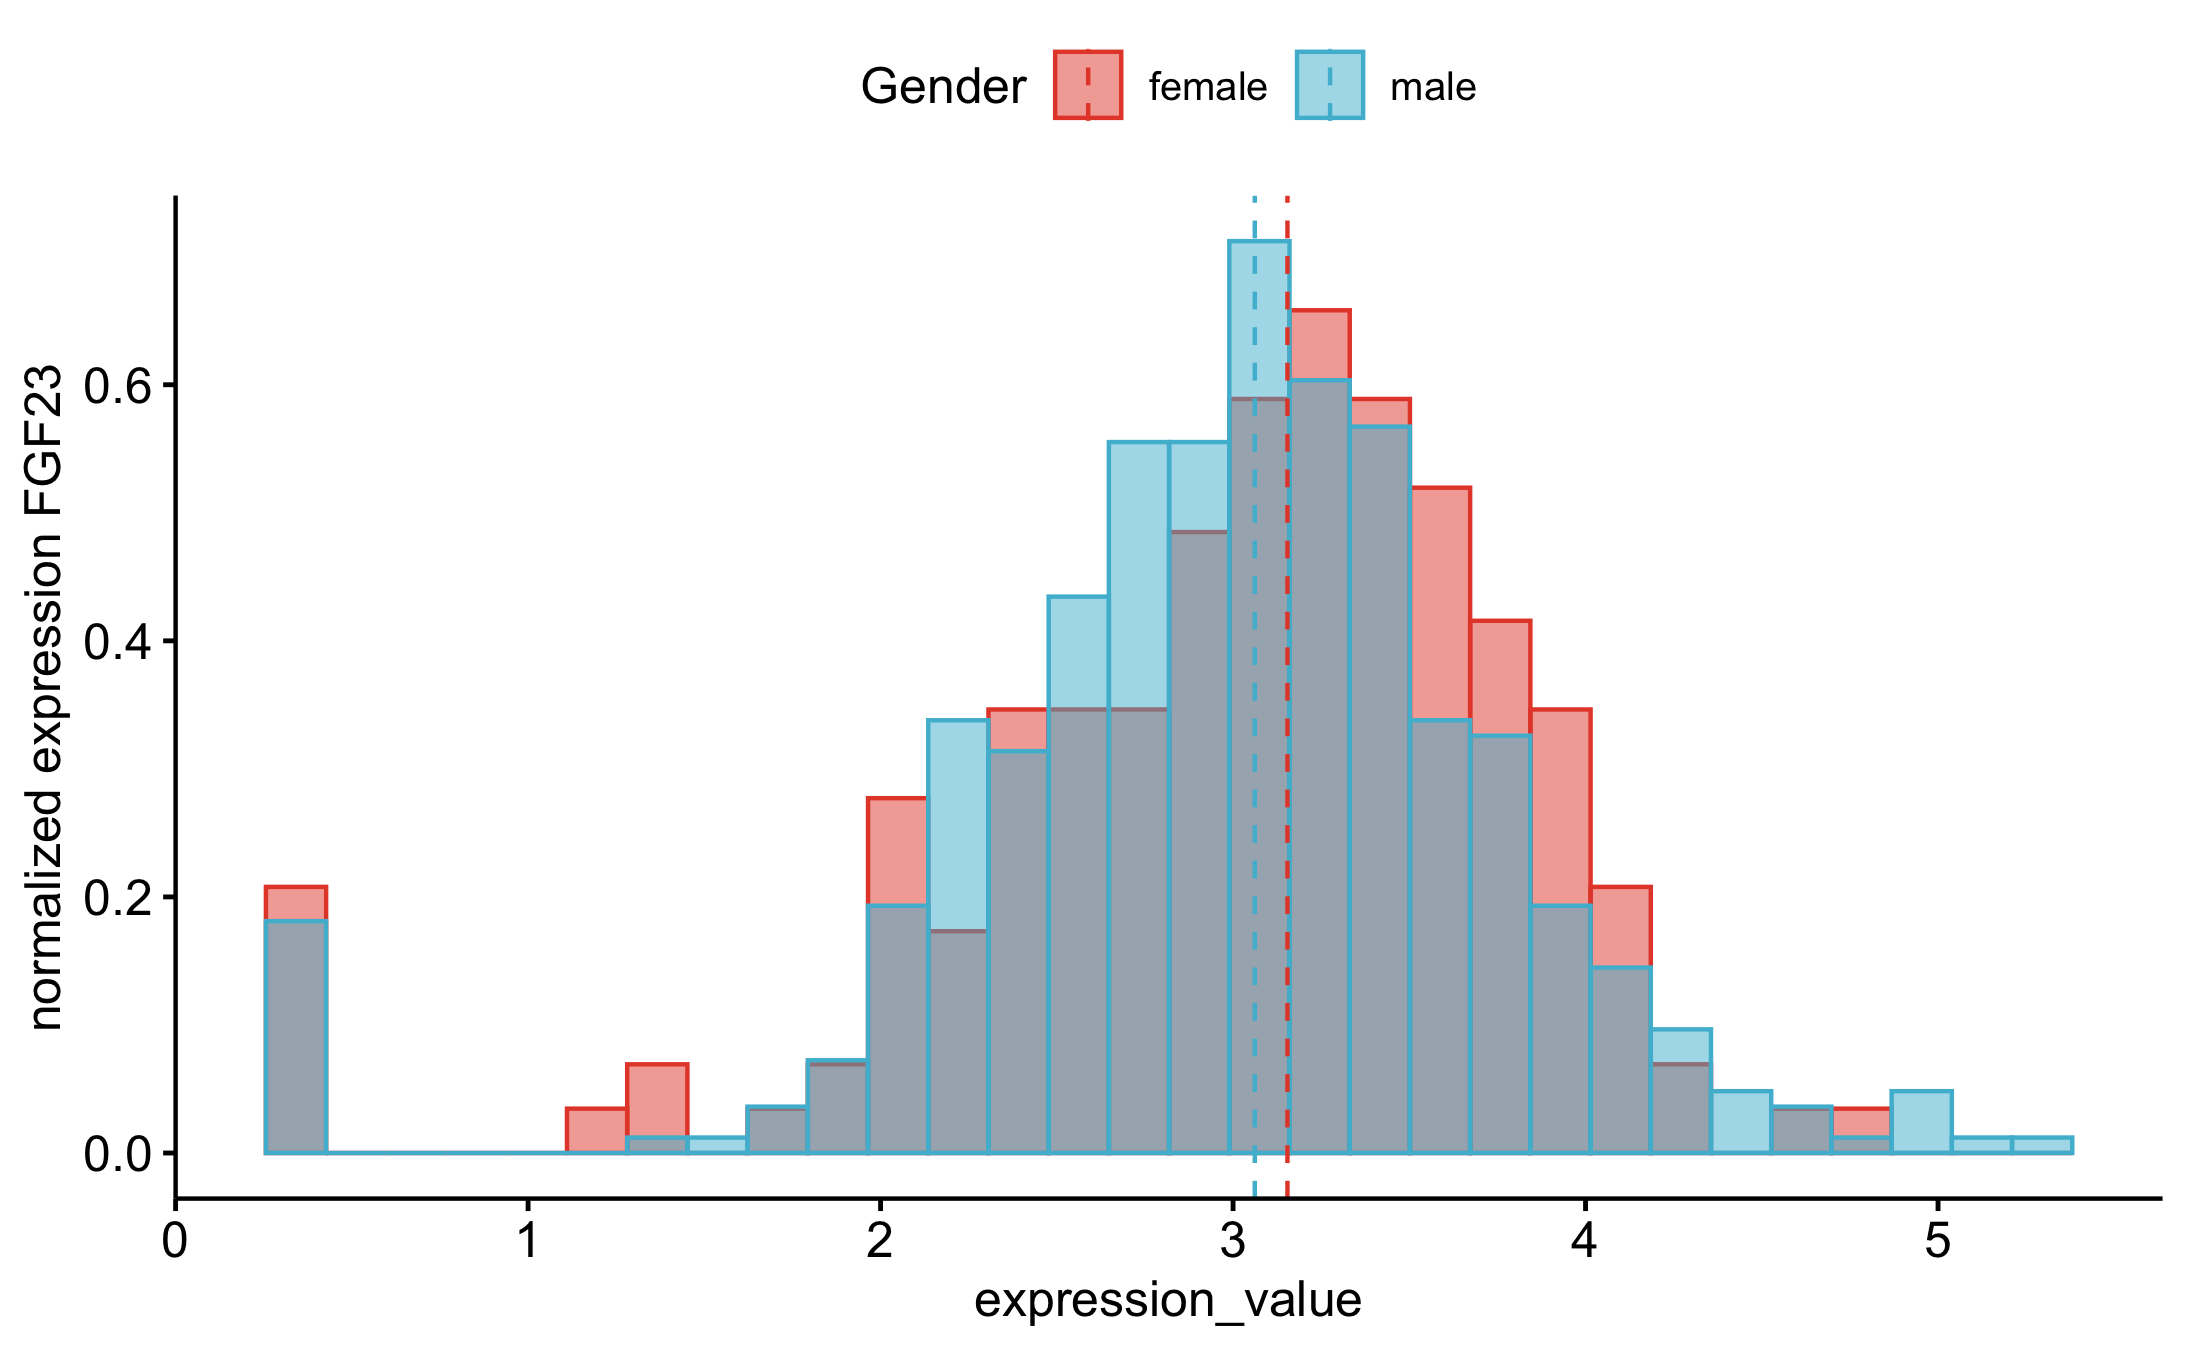 Gender female male
normalized expression FGF23
0.6
0.4
0.2
0.0
0 1 2 3 4 5
expression_value